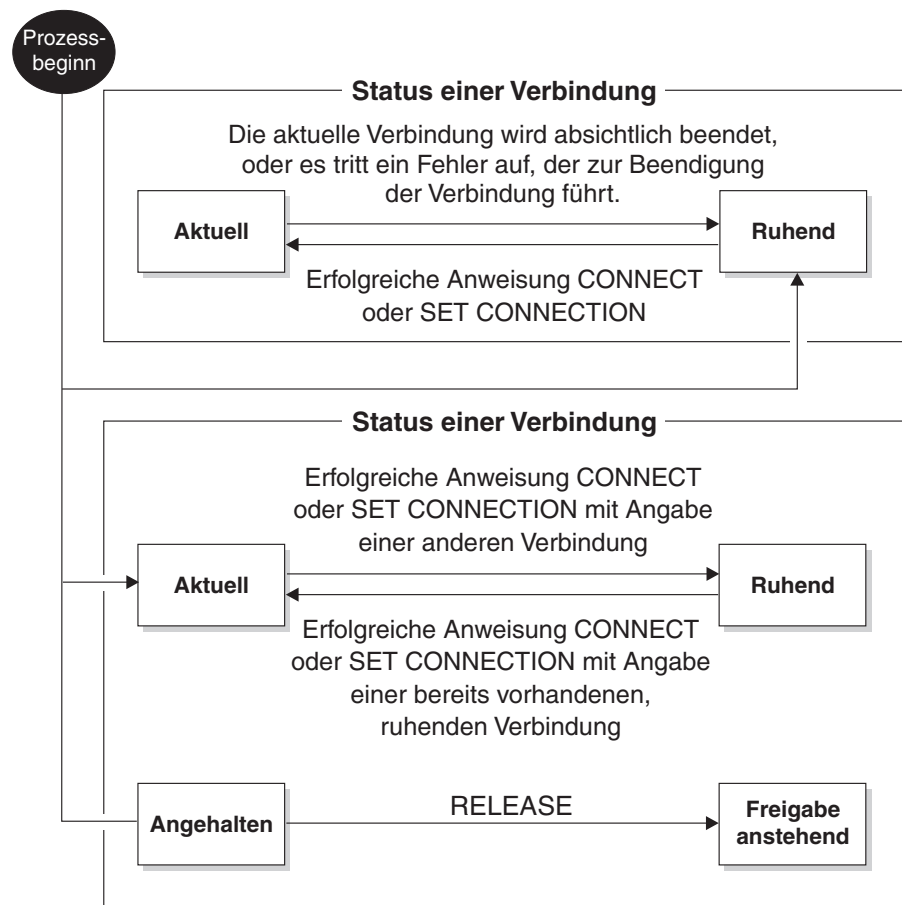 Prozess-
beginn
Status einer Verbindung
Die aktuelle Verbindung wird absichtlich beendet,
oder es tritt ein Fehler auf, der zur Beendigung
der Verbindung führt.
Aktuell
Ruhend
Erfolgreiche Anweisung CONNECT
oder SET CONNECTION
Status einer Verbindung
Erfolgreiche Anweisung CONNECT
oder SET CONNECTION mit Angabe
einer anderen Verbindung
Aktuell
Ruhend
Erfolgreiche Anweisung CONNECT
oder SET CONNECTION mit Angabe
einer bereits vorhandenen,
ruhenden Verbindung
Angehalten
RELEASE
Freigabe
anstehend